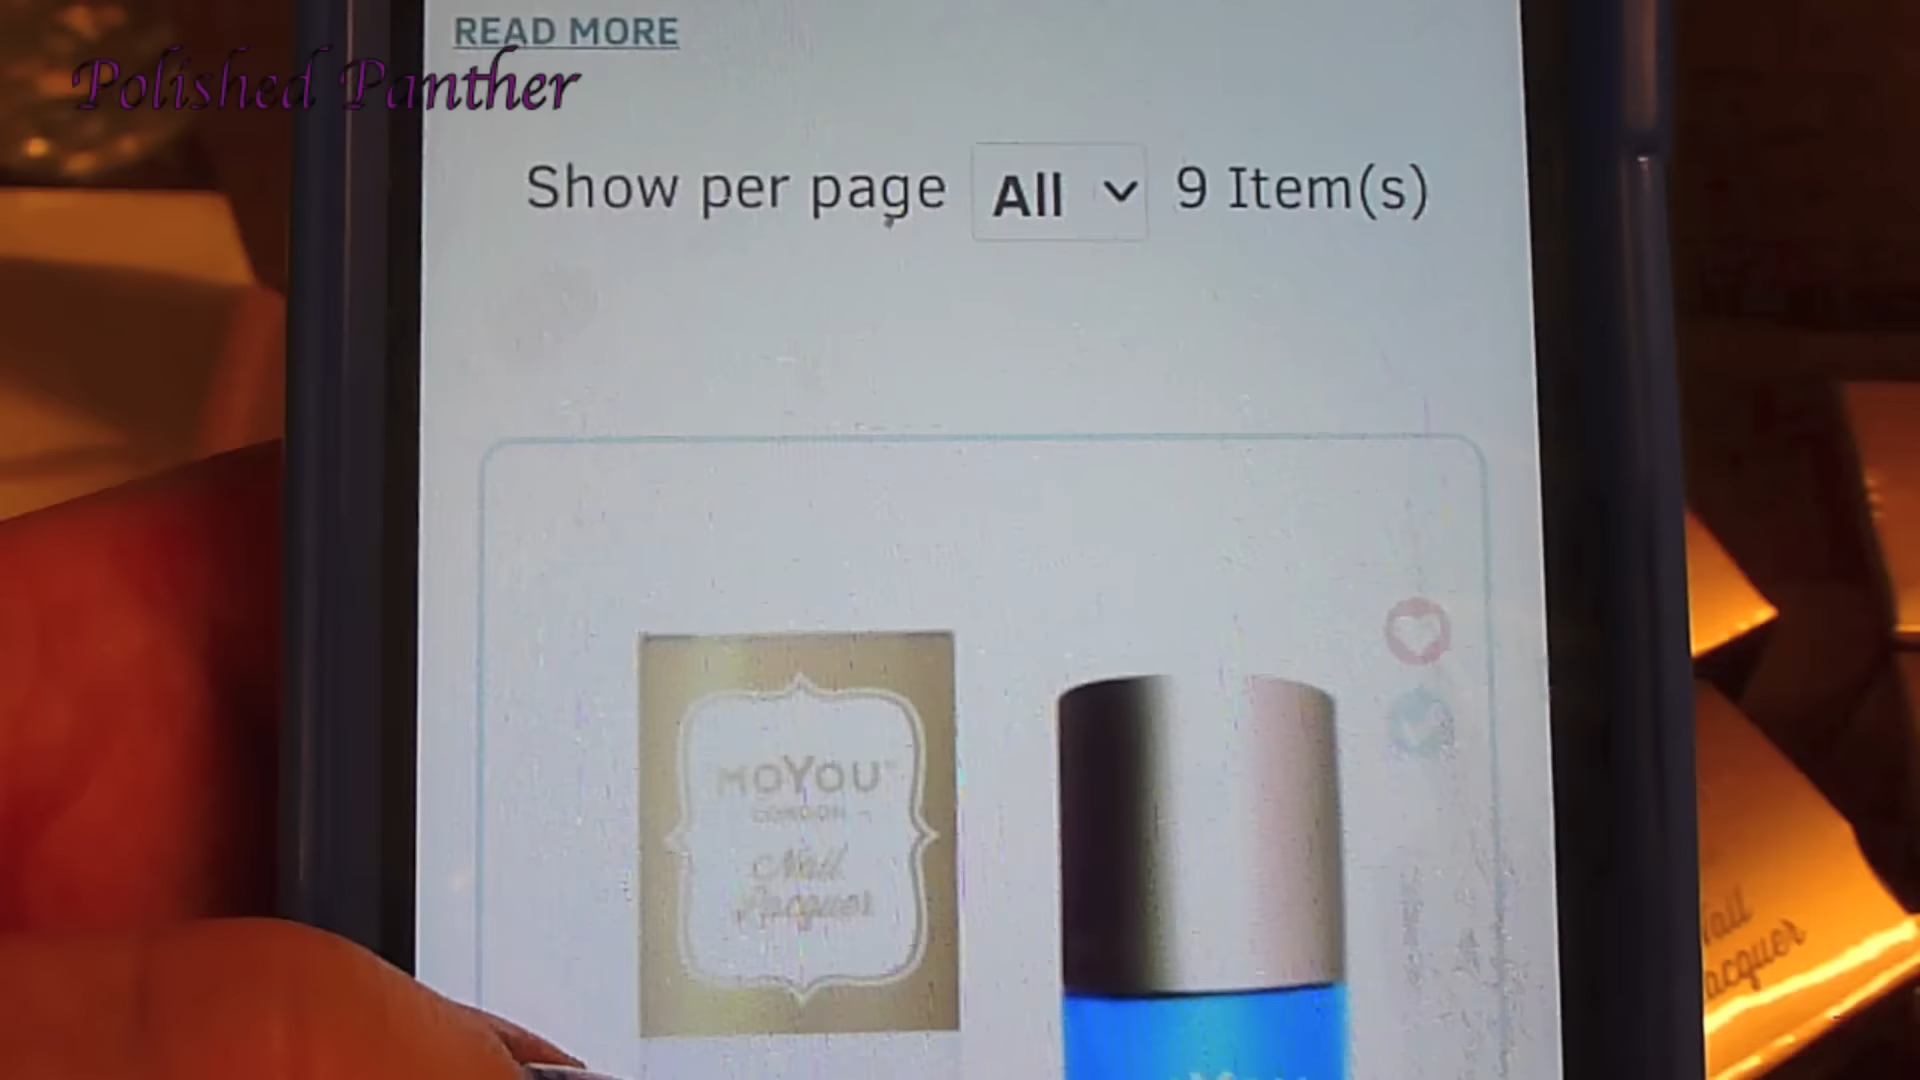 READ MORE
Polished Panther
Show per page All 9 Item(s)
MOYOU
LONDON
Nail
Lacquer